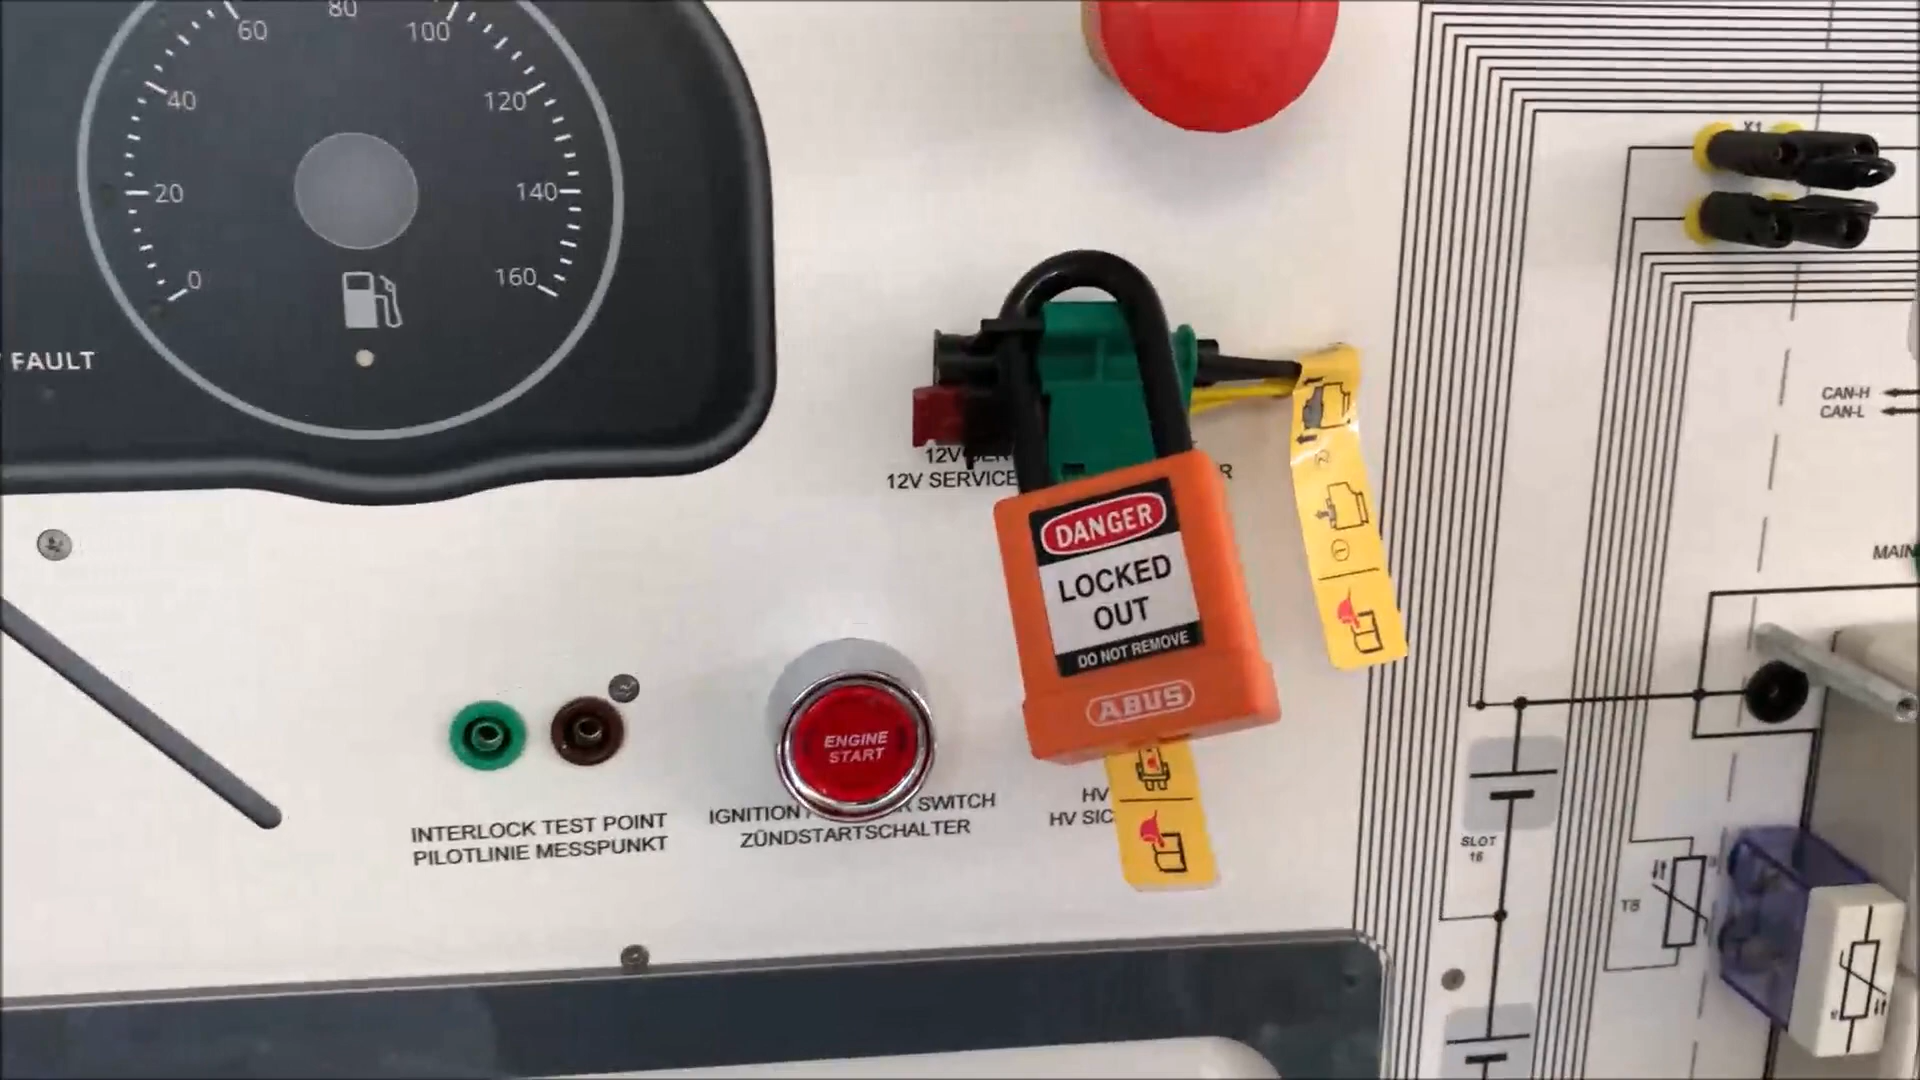 80
60
100
40
120
20
140
0
160
FAULT
X1
CAN-H
CAN-L
12V SERVICE
DANGER
LOCKED
OUT
DO NOT REMOVE
ABUS
MAIN
ENGINE
START
INTERLOCK TEST POINT
PILOTLINIE MESSPUNKT
IGNITION SWITCH
ZÜNDSTARTSCHALTER
HV
HV SIC
SLOT
16
T8